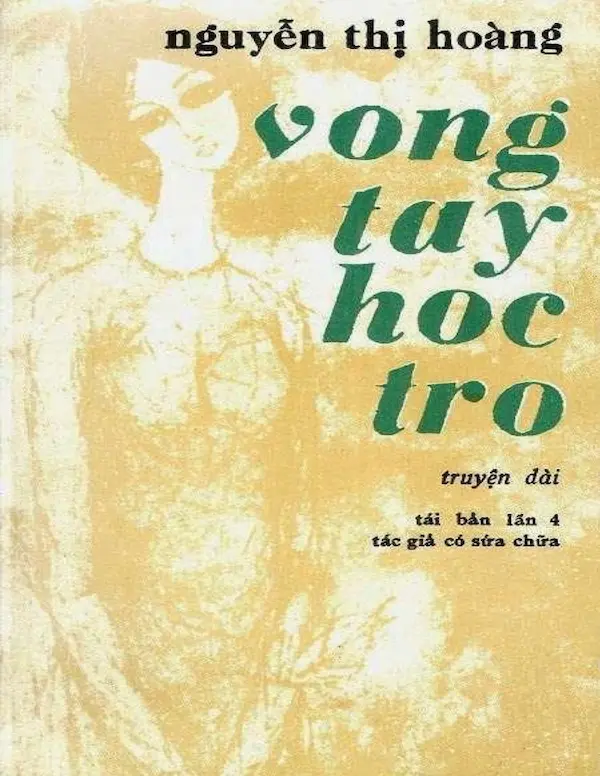 nguyễn thị hoàng
vong
tay
hoc
tro
truyện dài
tái bản lần 4
tác giả có sửa chữa